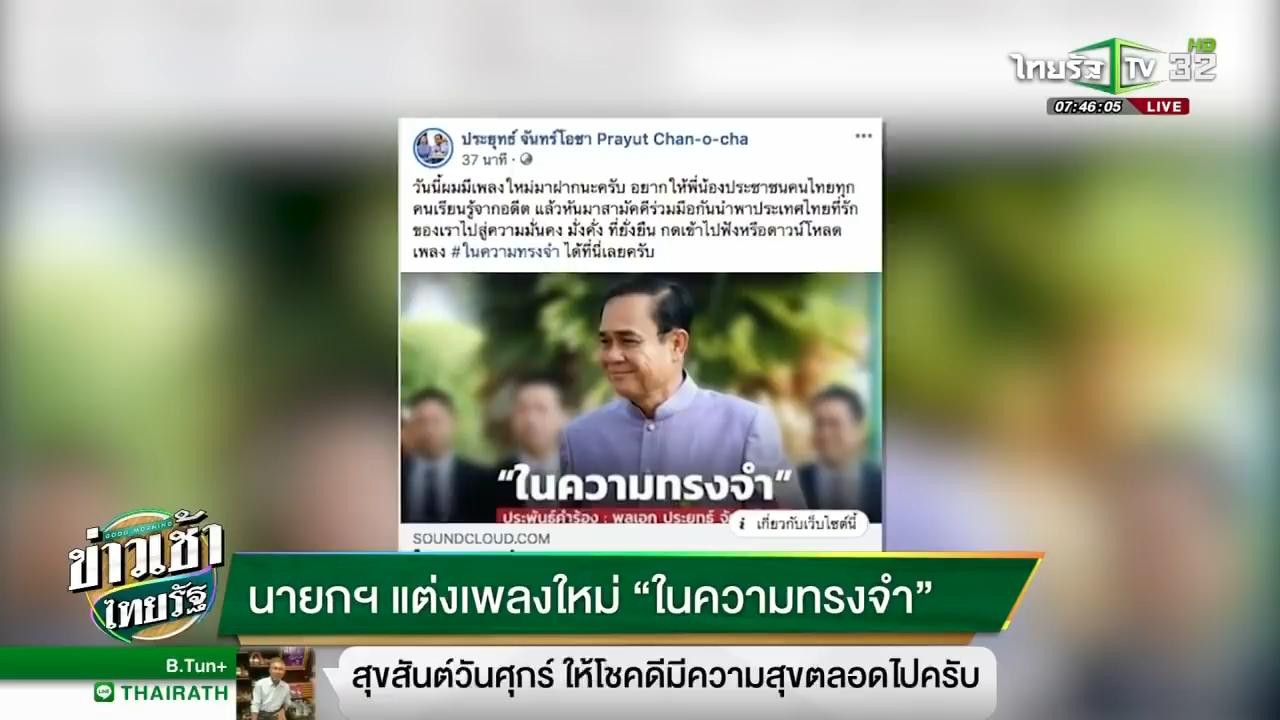 ไทยรัฐ TV HD 32
07:46:05 LIVE
ประยุทธ์ จันทร์โอชา Prayut Chan-o-cha
37 นาที ·
วันนี้ผมมีเพลงใหม่มาฝากนะครับ อยากให้พี่น้องประชาชนคนไทยทุก
คนเรียนรู้จากอดีต แล้วหันมาสามัคคีร่วมมือกันนำพาประเทศไทยที่รัก
ของเราไปสู่ความมั่นคง มั่งคั่ง ที่ยั่งยืน กดเข้าไปฟังหรือดาวน์โหลด
เพลง #ในความทรงจำ ได้ที่นี่เลยครับ
“ในความทรงจำ”
ประพันธ์คำร้อง : พลเอก ประยุทธ์
i เกี่ยวกับเว็บไซต์นี้
SOUNDCLOUD.COM
GOOD MORNING
ข่าวเช้า
ไทยรัฐ
นายกฯ แต่งเพลงใหม่ “ในความทรงจำ”
B.Tun+
LINE THAIRATH
สุขสันต์วันศุกร์ ให้โชคดีมีความสุขตลอดไปครับ